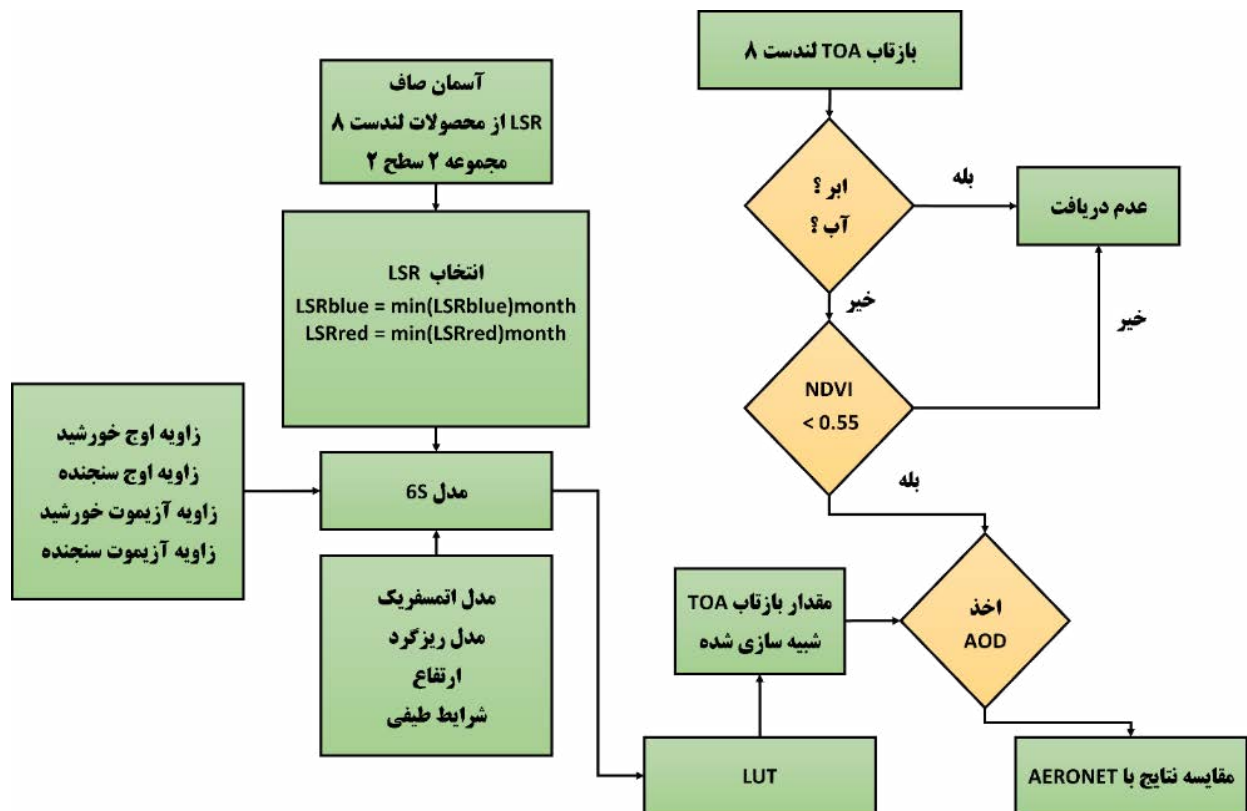 بازتاب TOA لندست ۸
ابر ؟
آب ؟
بله
عدم دریافت
خیر
خیر
NDVI
< 0.55
بله
آسمان صاف
LSR از محصولات لندست ۸
مجموعه ۲ سطح ۲
انتخاب LSR
LSRblue = min(LSRblue)month
LSRred = min(LSRred)month
زاویه اوج خورشید
زاویه اوج سنجنده
زاویه آزیموت خورشید
زاویه آزیموت سنجنده
مدل 6S
مدل اتمسفریک
مدل ریزگرد
ارتفاع
شرایط طیفی
LUT
مقدار بازتاب TOA
شبیه سازی شده
اخذ
AOD
مقایسه نتایج با AERONET